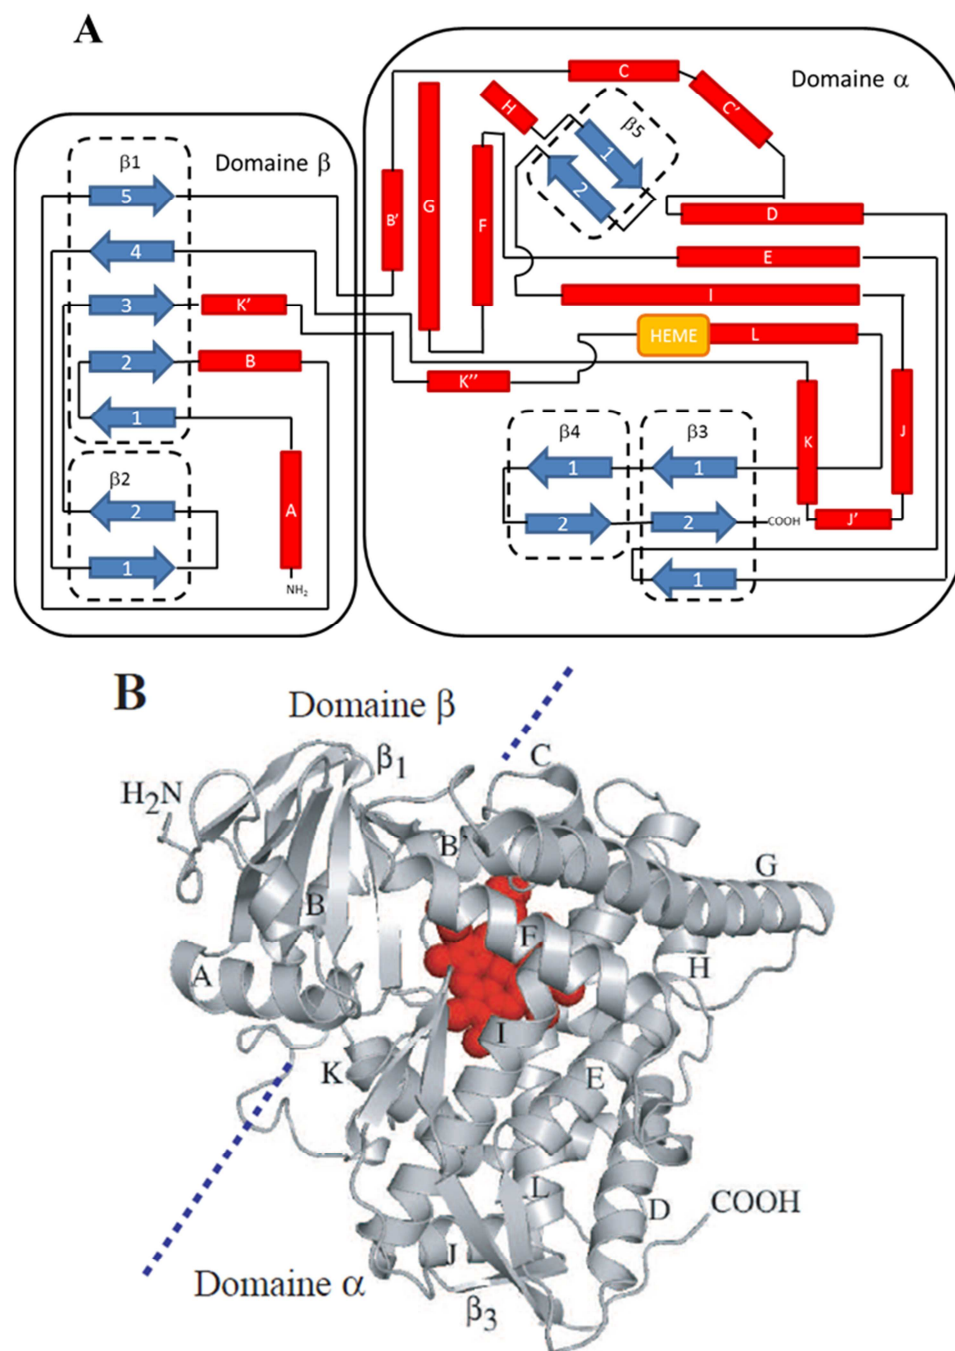 A
Domaine β
β1
5
4
3
K'
2
B
1
β2
2
A
1
NH₂
Domaine α
C
C'
H
β5
1
2
B'
G
F
D
E
I
HEME
L
K''
K
J
β4
β3
1
1
2
2
COOH
J'
1
B
Domaine β
β₁
C
H₂N
B'
G
B
F
A
H
I
K
E
L
D
COOH
J
Domaine α
β₃